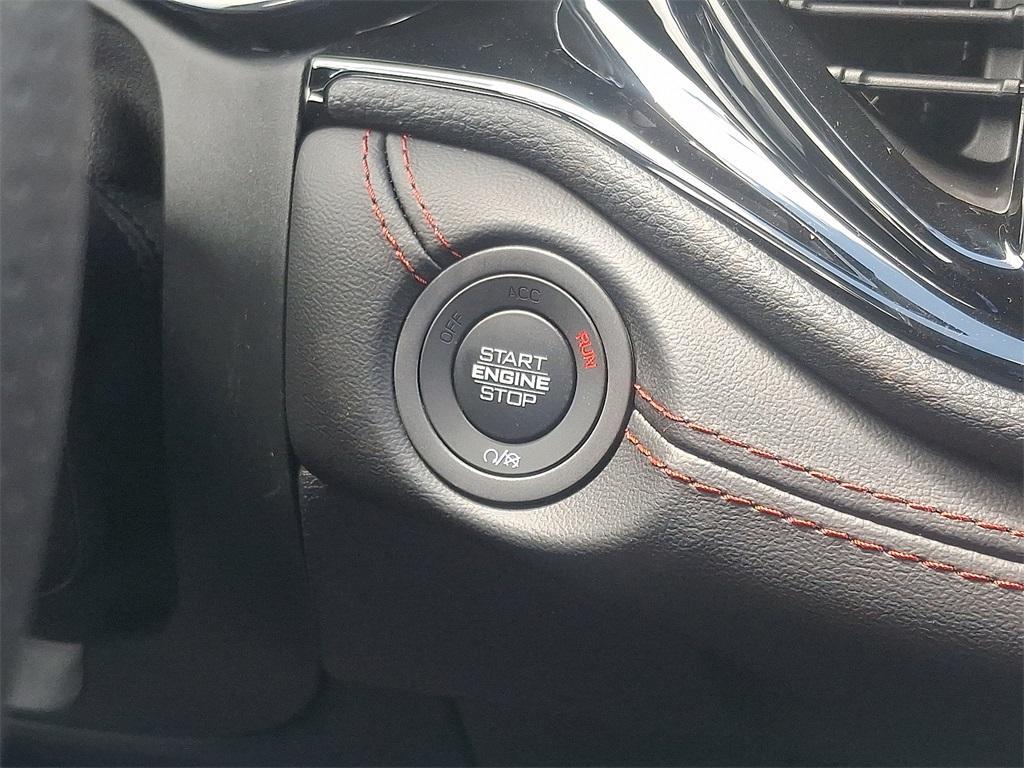 OFF
ACC
RUN
START
ENGINE
STOP